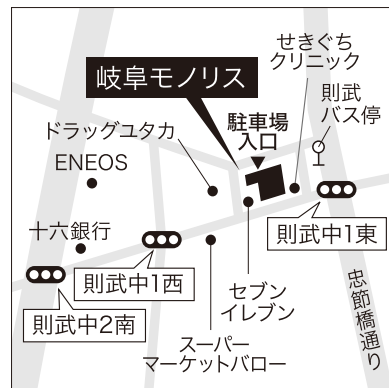 せきぐち
クリニック
岐阜モノリス
則武
バス停
ドラッグユタカ
駐車場
入口
ENEOS
十六銀行
則武中1東
則武中1西
セブン
イレブン
則武中2南
スーパー
マーケットバロー
忠節橋通り